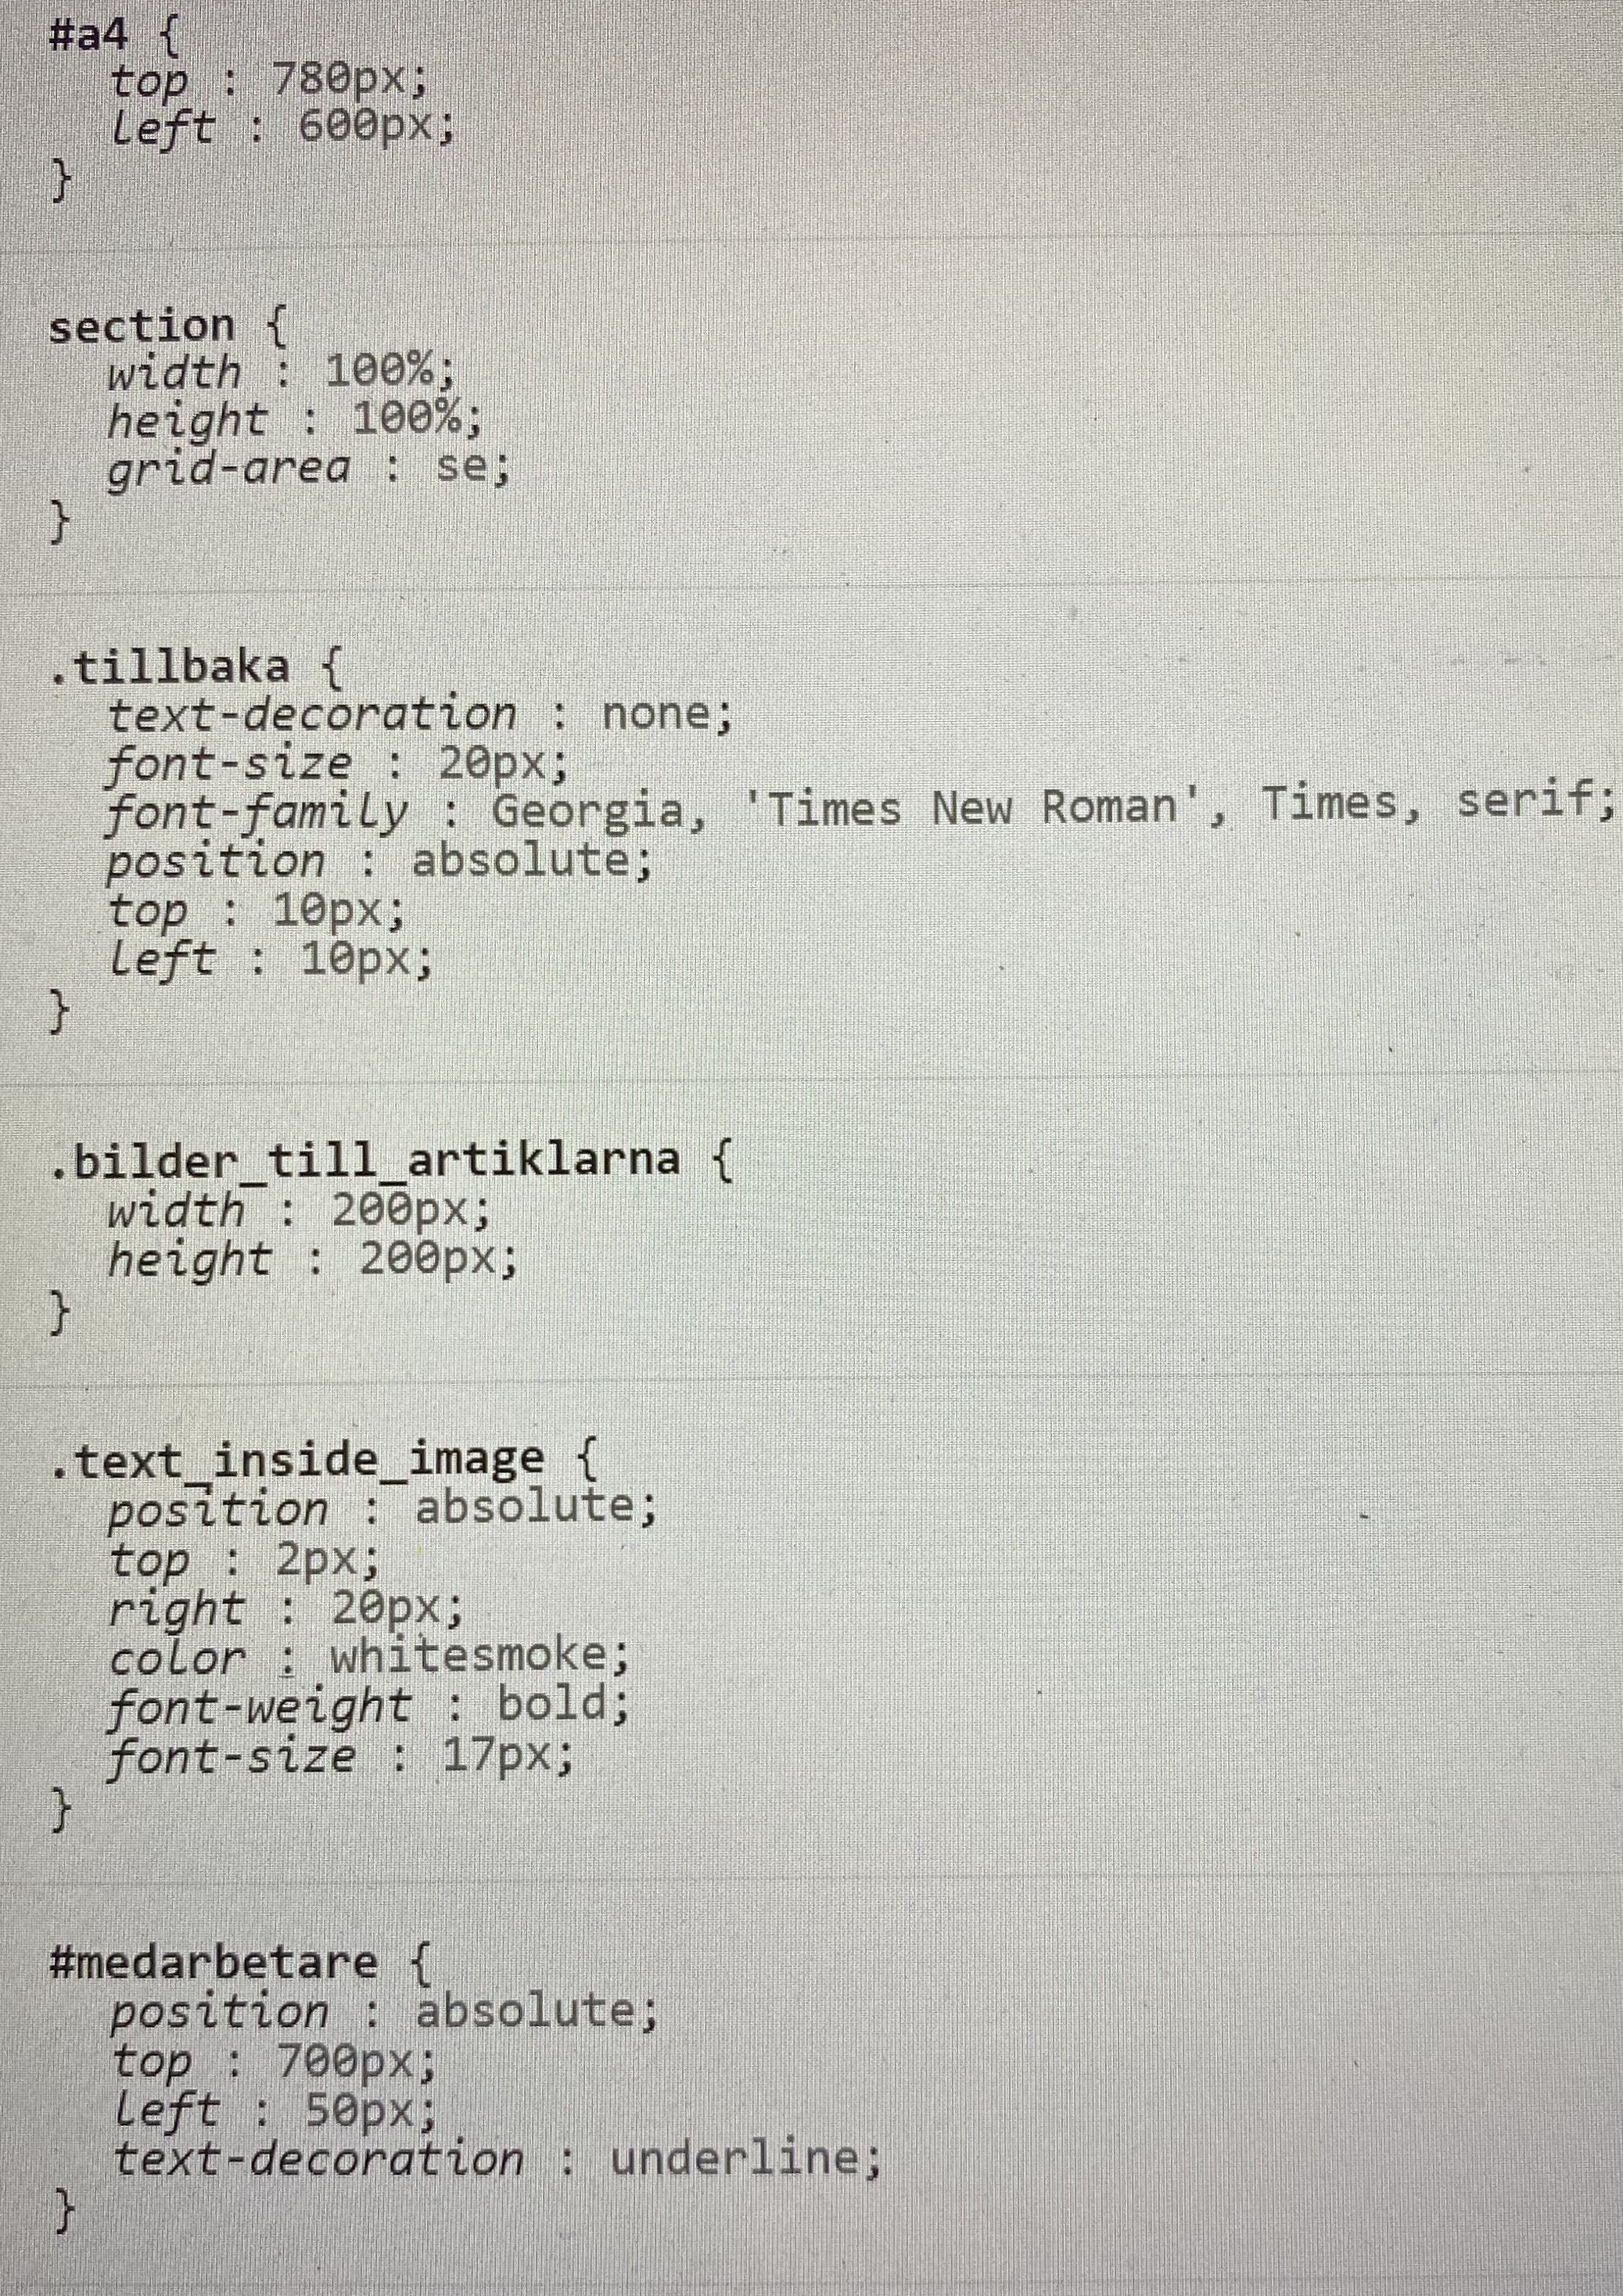 #a4 {
top : 780px;
left : 600px;
}
section {
width : 100%;
height : 100%;
grid-area : se;
}
.tillbaka {
text-decoration : none;
font-size : 20px;
font-family : Georgia, 'Times New Roman', Times, serif;
position : absolute;
top : 10px;
left : 10px;
}
.bilder_till_artiklarna {
width : 200px;
height : 200px;
}
.text_inside_image {
position : absolute;
top : 2px;
right : 20px;
color : whitesmoke;
font-weight : bold;
font-size : 17px;
}
#medarbetare {
position : absolute;
top : 700px;
left : 50px;
text-decoration : underline;
}